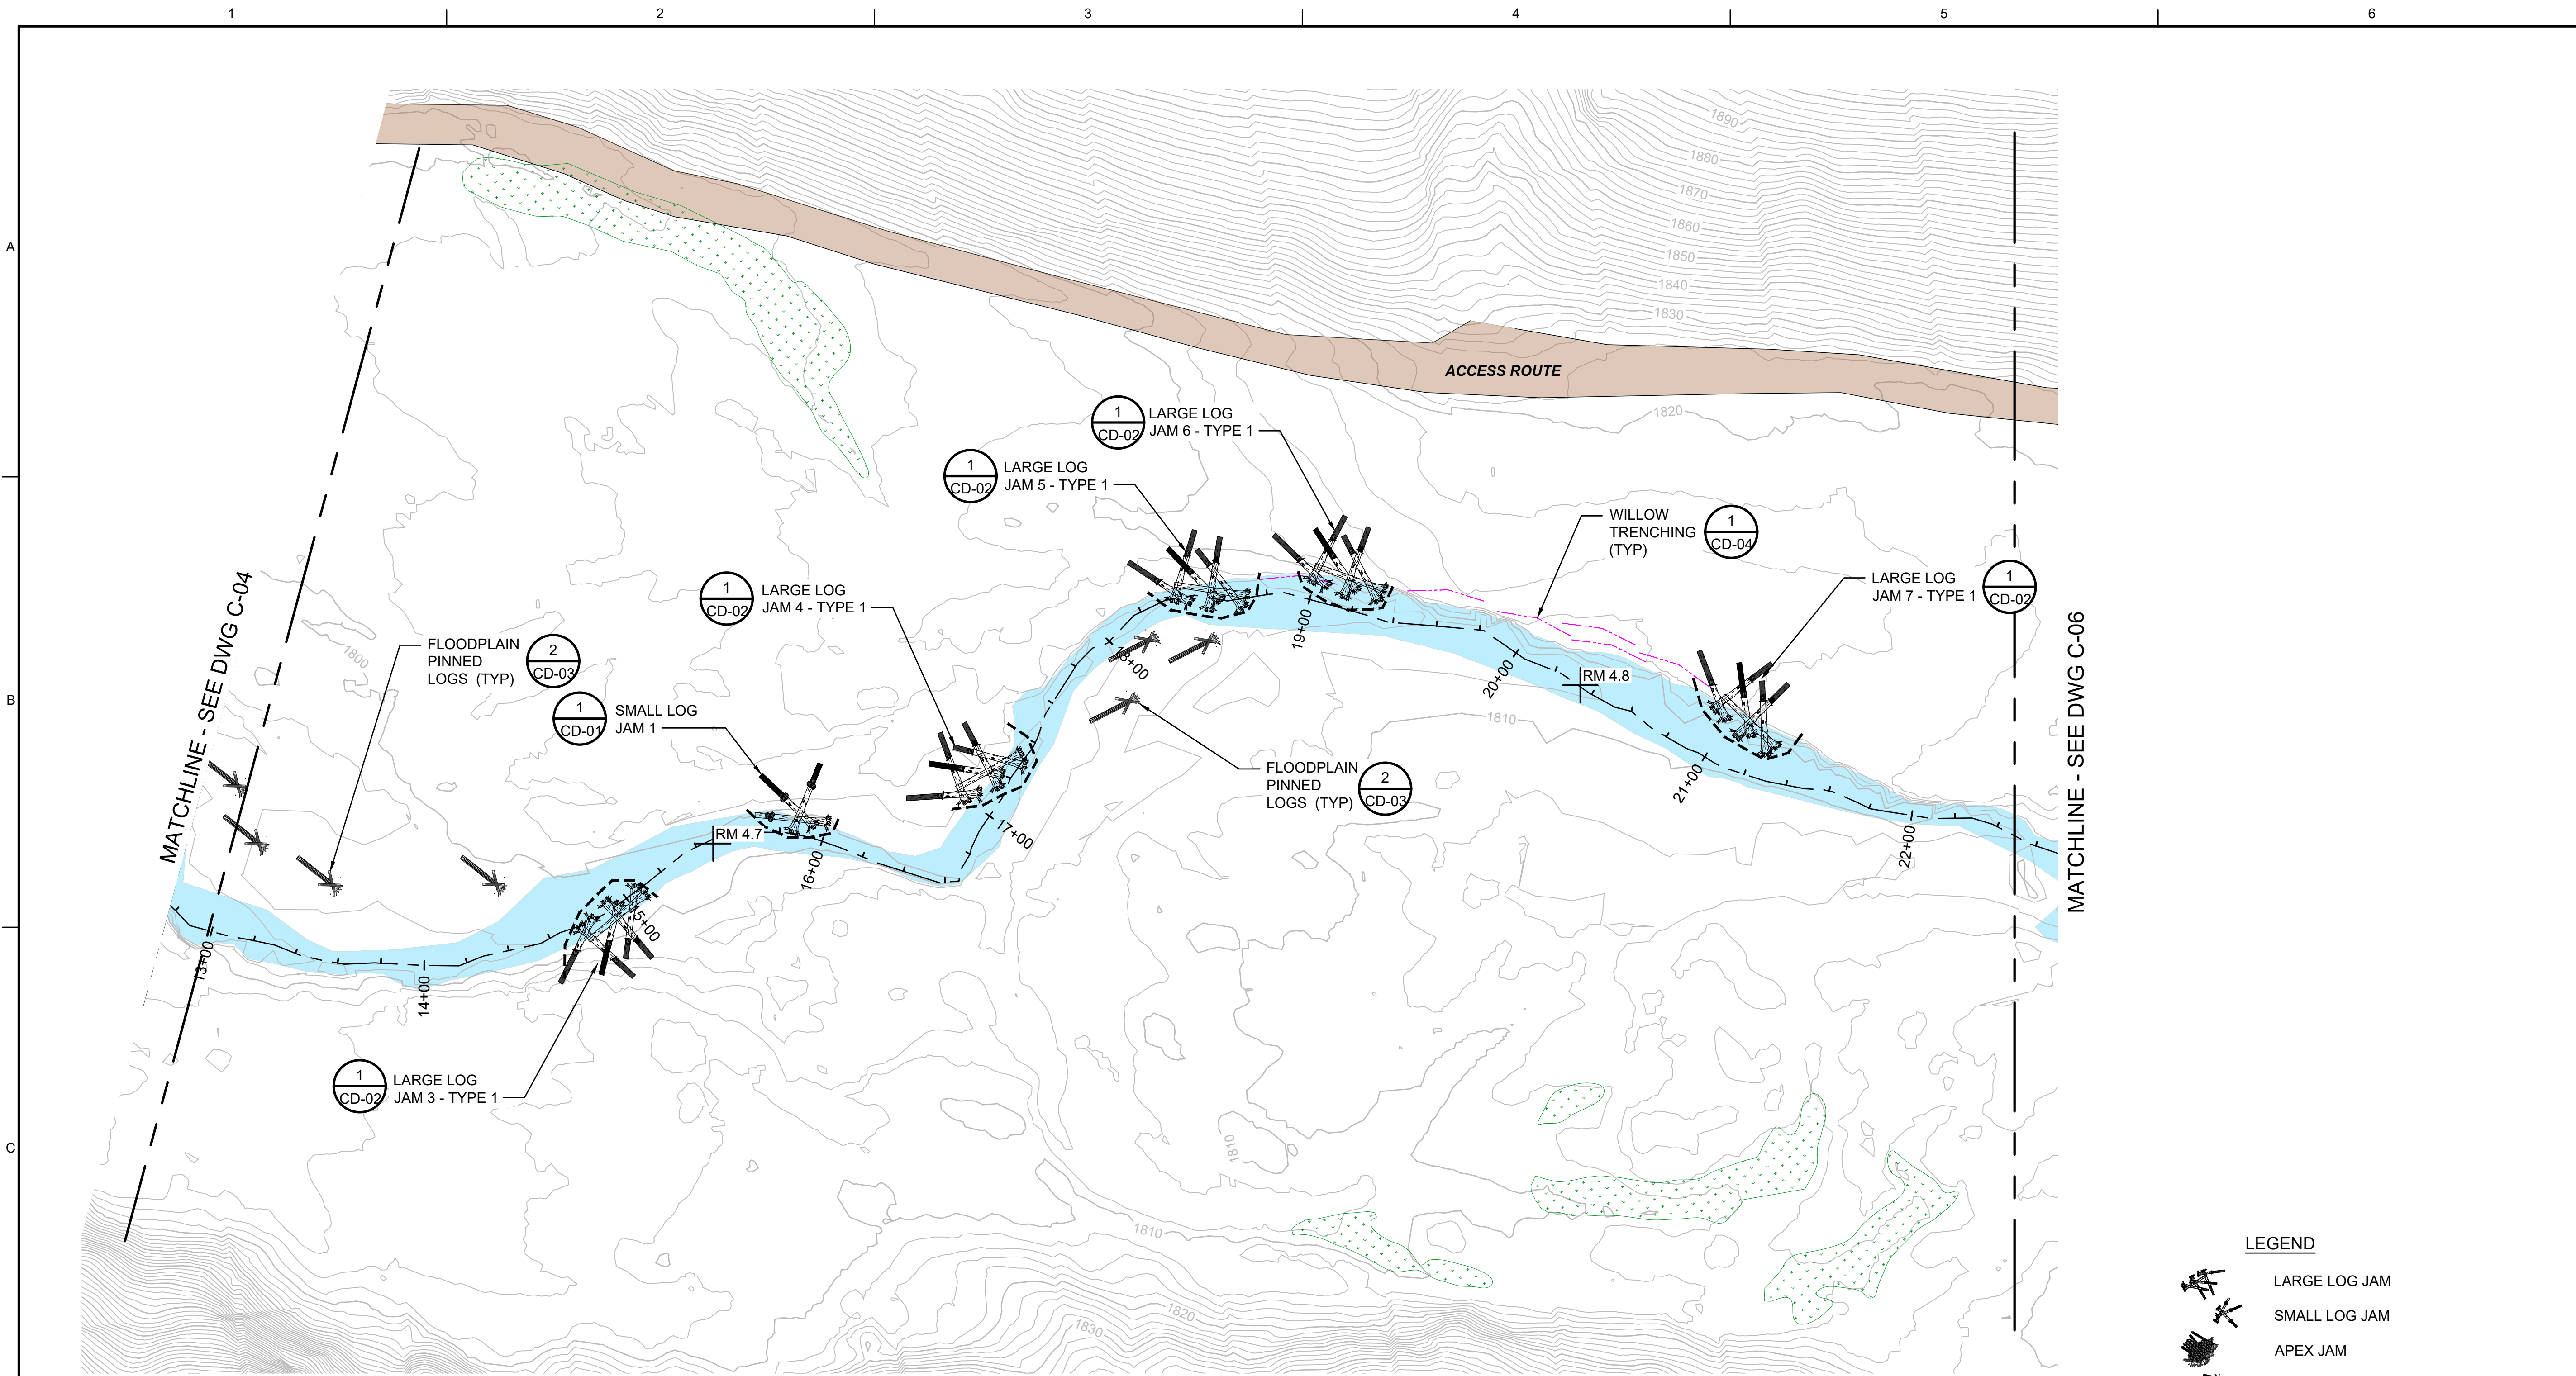 1 2 3 4 5 6
A
B
C
1890
1880
1870
1860
1850
1840
1830
ACCESS ROUTE
1820
1
CD-02
LARGE LOG
JAM 6 - TYPE 1
1
CD-02
LARGE LOG
JAM 5 - TYPE 1
WILLOW
TRENCHING
(TYP)
1
CD-04
LARGE LOG
JAM 7 - TYPE 1
1
CD-02
1
CD-02
LARGE LOG
JAM 4 - TYPE 1
MATCHLINE - SEE DWG C-04
MATCHLINE - SEE DWG C-06
1800
FLOODPLAIN
PINNED
LOGS (TYP)
2
CD-03
1
CD-01
SMALL LOG
JAM 1
RM 4.8
1810
FLOODPLAIN
PINNED
LOGS (TYP)
2
CD-03
RM 4.7
13+00
14+00
15+00
16+00
17+00
18+00
19+00
20+00
21+00
22+00
1
CD-02
LARGE LOG
JAM 3 - TYPE 1
1810
1810
1820
1830
LEGEND
LARGE LOG JAM
SMALL LOG JAM
APEX JAM